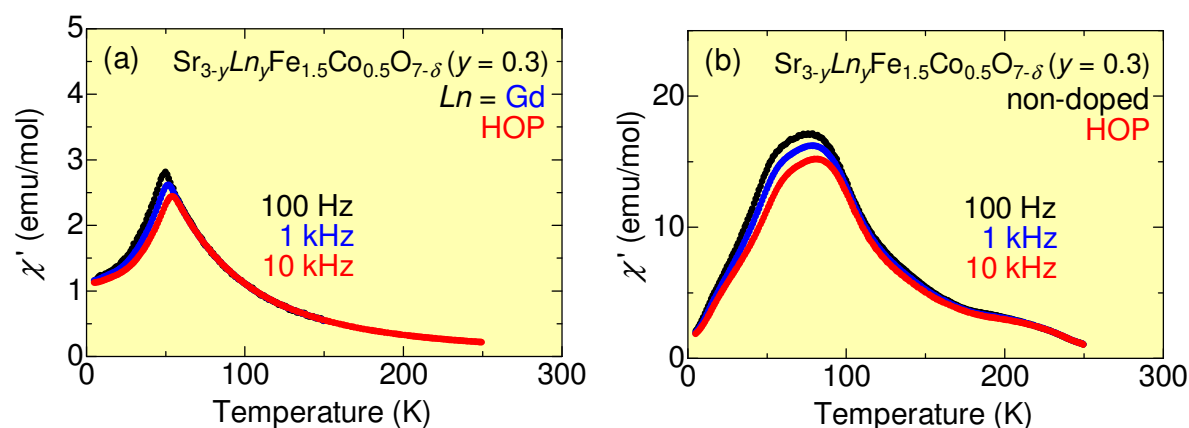 (a)
Sr₃₋yLnyFe₁.₅Co₀.₅O₇₋δ (y = 0.3)
Ln = Gd
HOP
100 Hz
1 kHz
10 kHz
5
4
3
2
1
0
χ' (emu/mol)
0 100 200 300
Temperature (K)
(b)
Sr₃₋yLnyFe₁.₅Co₀.₅O₇₋δ (y = 0.3)
non-doped
HOP
100 Hz
1 kHz
10 kHz
20
10
0
χ' (emu/mol)
0 100 200 300
Temperature (K)